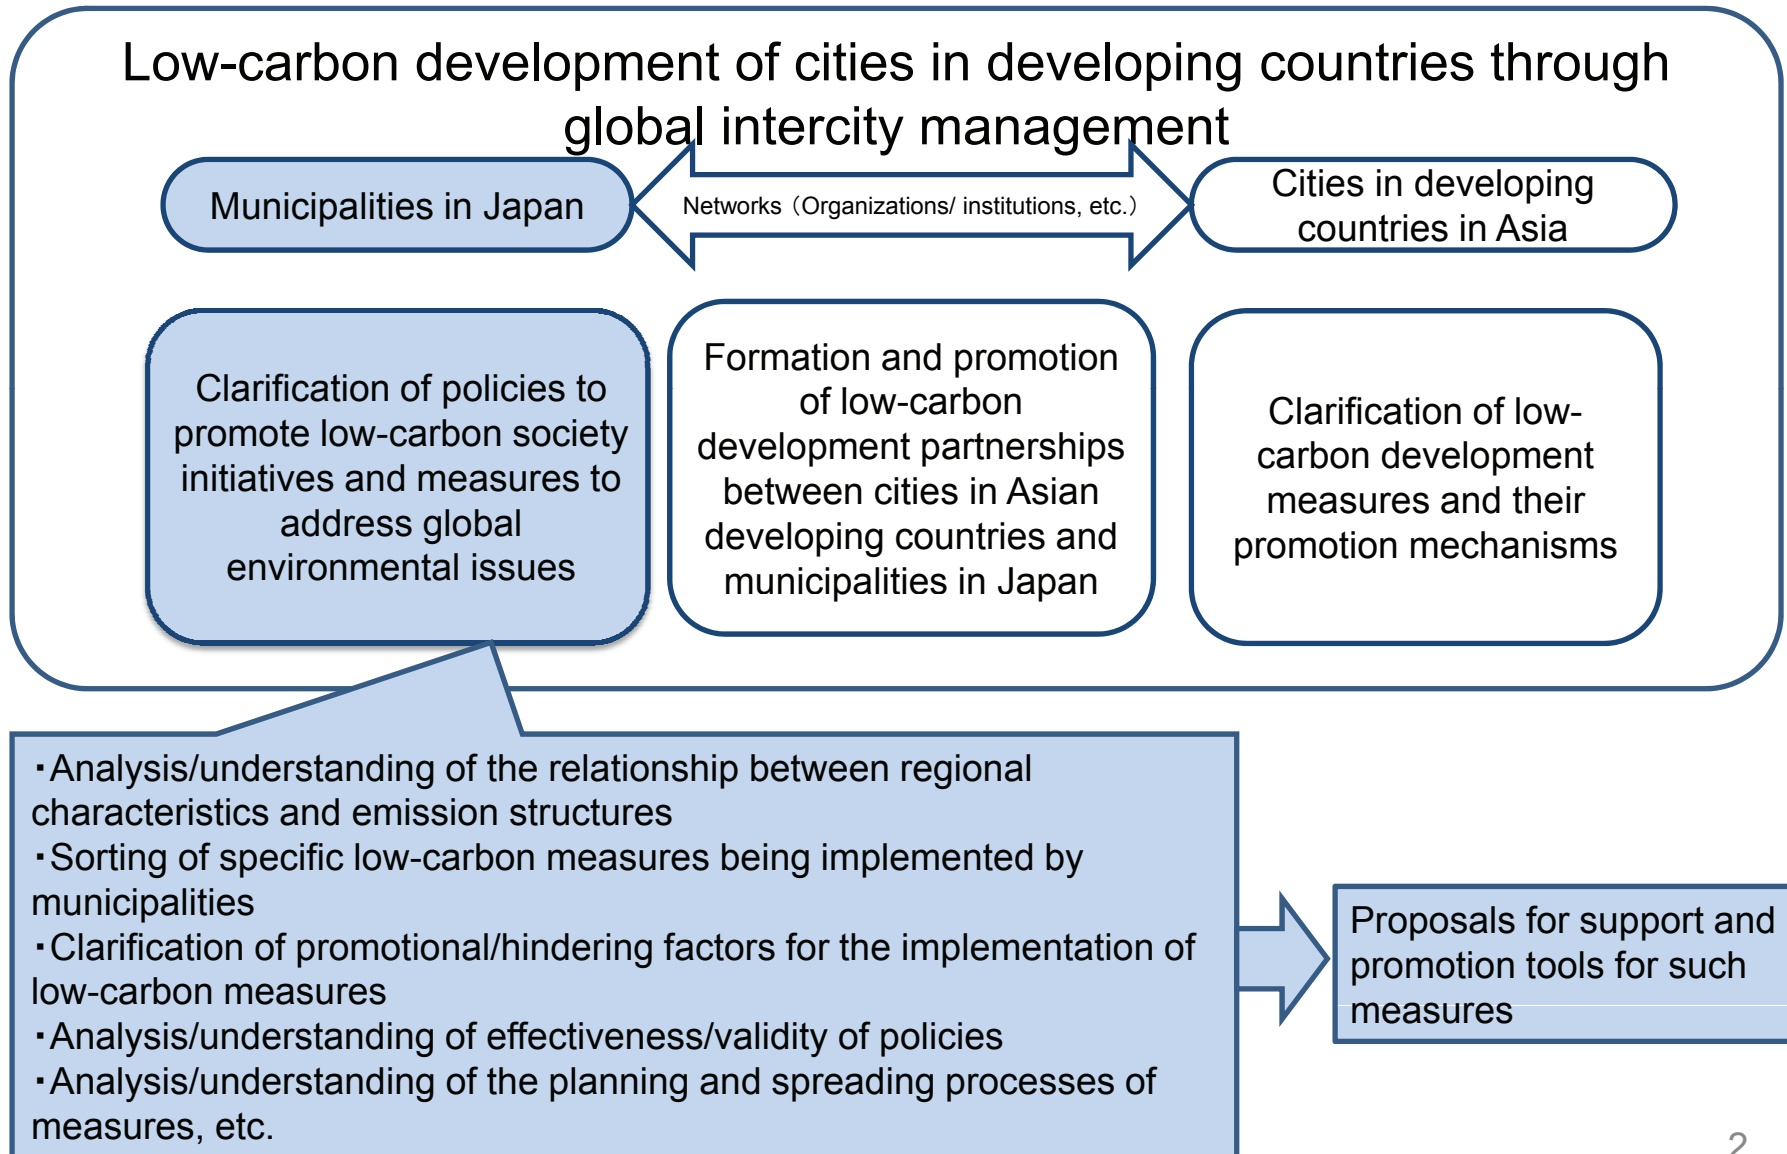 Low-carbon development of cities in developing countries through
global intercity management
Municipalities in Japan
Networks（Organizations/ institutions, etc.）
Cities in developing
countries in Asia
Clarification of policies to
promote low-carbon society
initiatives and measures to
address global
environmental issues
Formation and promotion
of low-carbon
development partnerships
between cities in Asian
developing countries and
municipalities in Japan
Clarification of low-
carbon development
measures and their
promotion mechanisms
･Analysis/understanding of the relationship between regional
characteristics and emission structures
･Sorting of specific low-carbon measures being implemented by
municipalities
･Clarification of promotional/hindering factors for the implementation of
low-carbon measures
･Analysis/understanding of effectiveness/validity of policies
･Analysis/understanding of the planning and spreading processes of
measures, etc.
Proposals for support and
promotion tools for such
measures
2